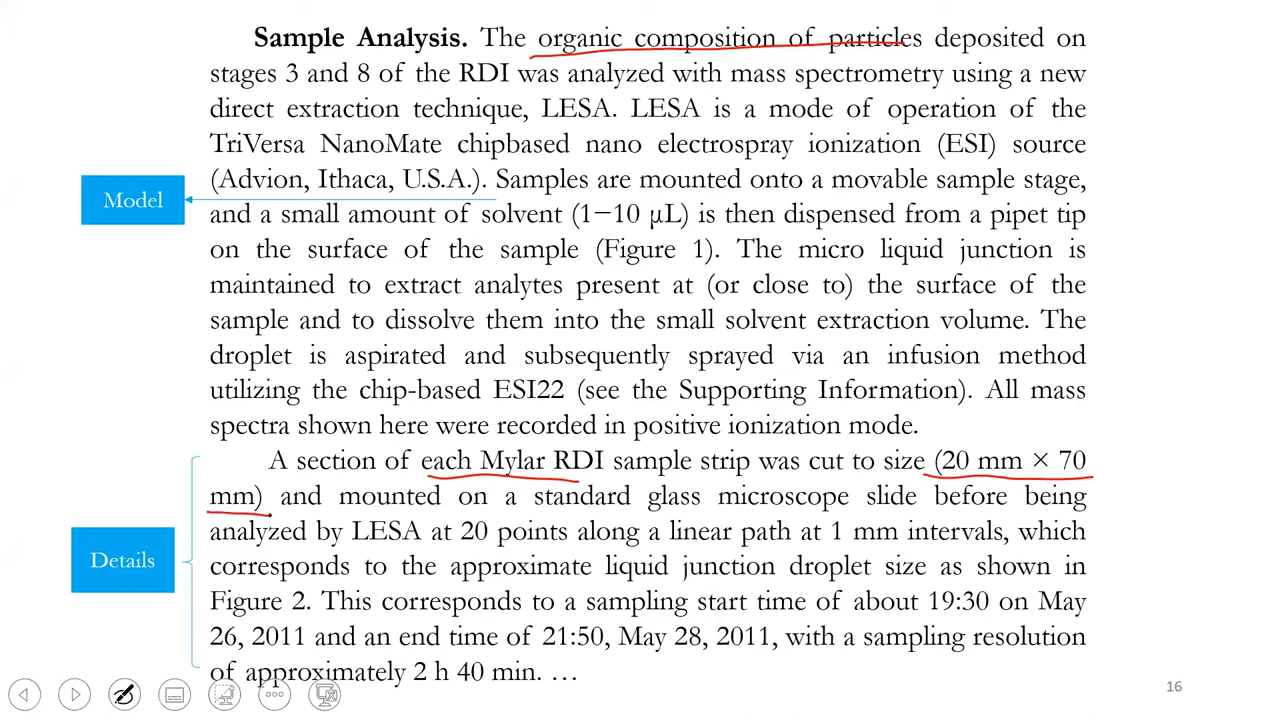 Sample Analysis. The organic composition of particles deposited on
stages 3 and 8 of the RDI was analyzed with mass spectrometry using a new
direct extraction technique, LESA. LESA is a mode of operation of the
TriVersa NanoMate chipbased nano electrospray ionization (ESI) source
(Advion, Ithaca, U.S.A.). Samples are mounted onto a movable sample stage,
Model
and a small amount of solvent (1−10 μL) is then dispensed from a pipet tip
on the surface of the sample (Figure 1). The micro liquid junction is
maintained to extract analytes present at (or close to) the surface of the
sample and to dissolve them into the small solvent extraction volume. The
droplet is aspirated and subsequently sprayed via an infusion method
utilizing the chip-based ESI22 (see the Supporting Information). All mass
spectra shown here were recorded in positive ionization mode.
A section of each Mylar RDI sample strip was cut to size (20 mm × 70
mm) and mounted on a standard glass microscope slide before being
analyzed by LESA at 20 points along a linear path at 1 mm intervals, which
Details
corresponds to the approximate liquid junction droplet size as shown in
Figure 2. This corresponds to a sampling start time of about 19:30 on May
26, 2011 and an end time of 21:50, May 28, 2011, with a sampling resolution
of approximately 2 h 40 min. …
16